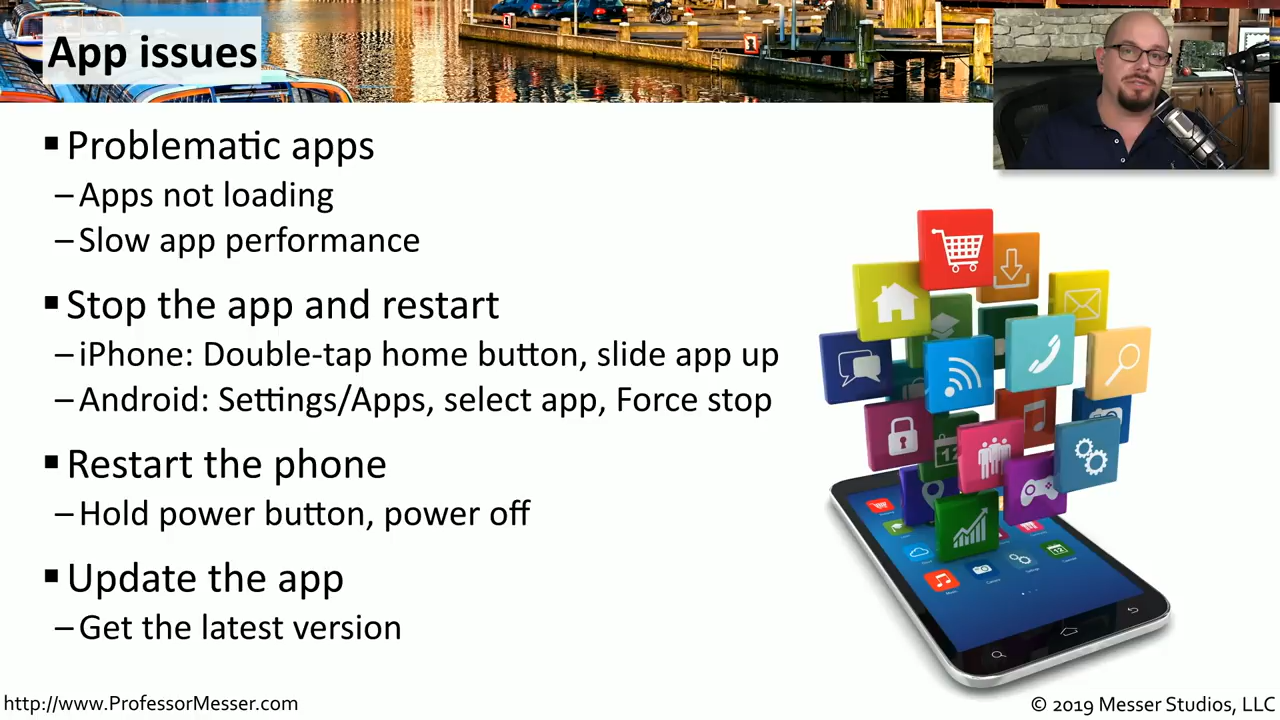 App issues
▪ Problematic apps
– Apps not loading
– Slow app performance
▪ Stop the app and restart
– iPhone: Double-tap home button, slide app up
– Android: Settings/Apps, select app, Force stop
▪ Restart the phone
– Hold power button, power off
▪ Update the app
– Get the latest version
12
12
http://www.ProfessorMesser.com
© 2019 Messer Studios, LLC